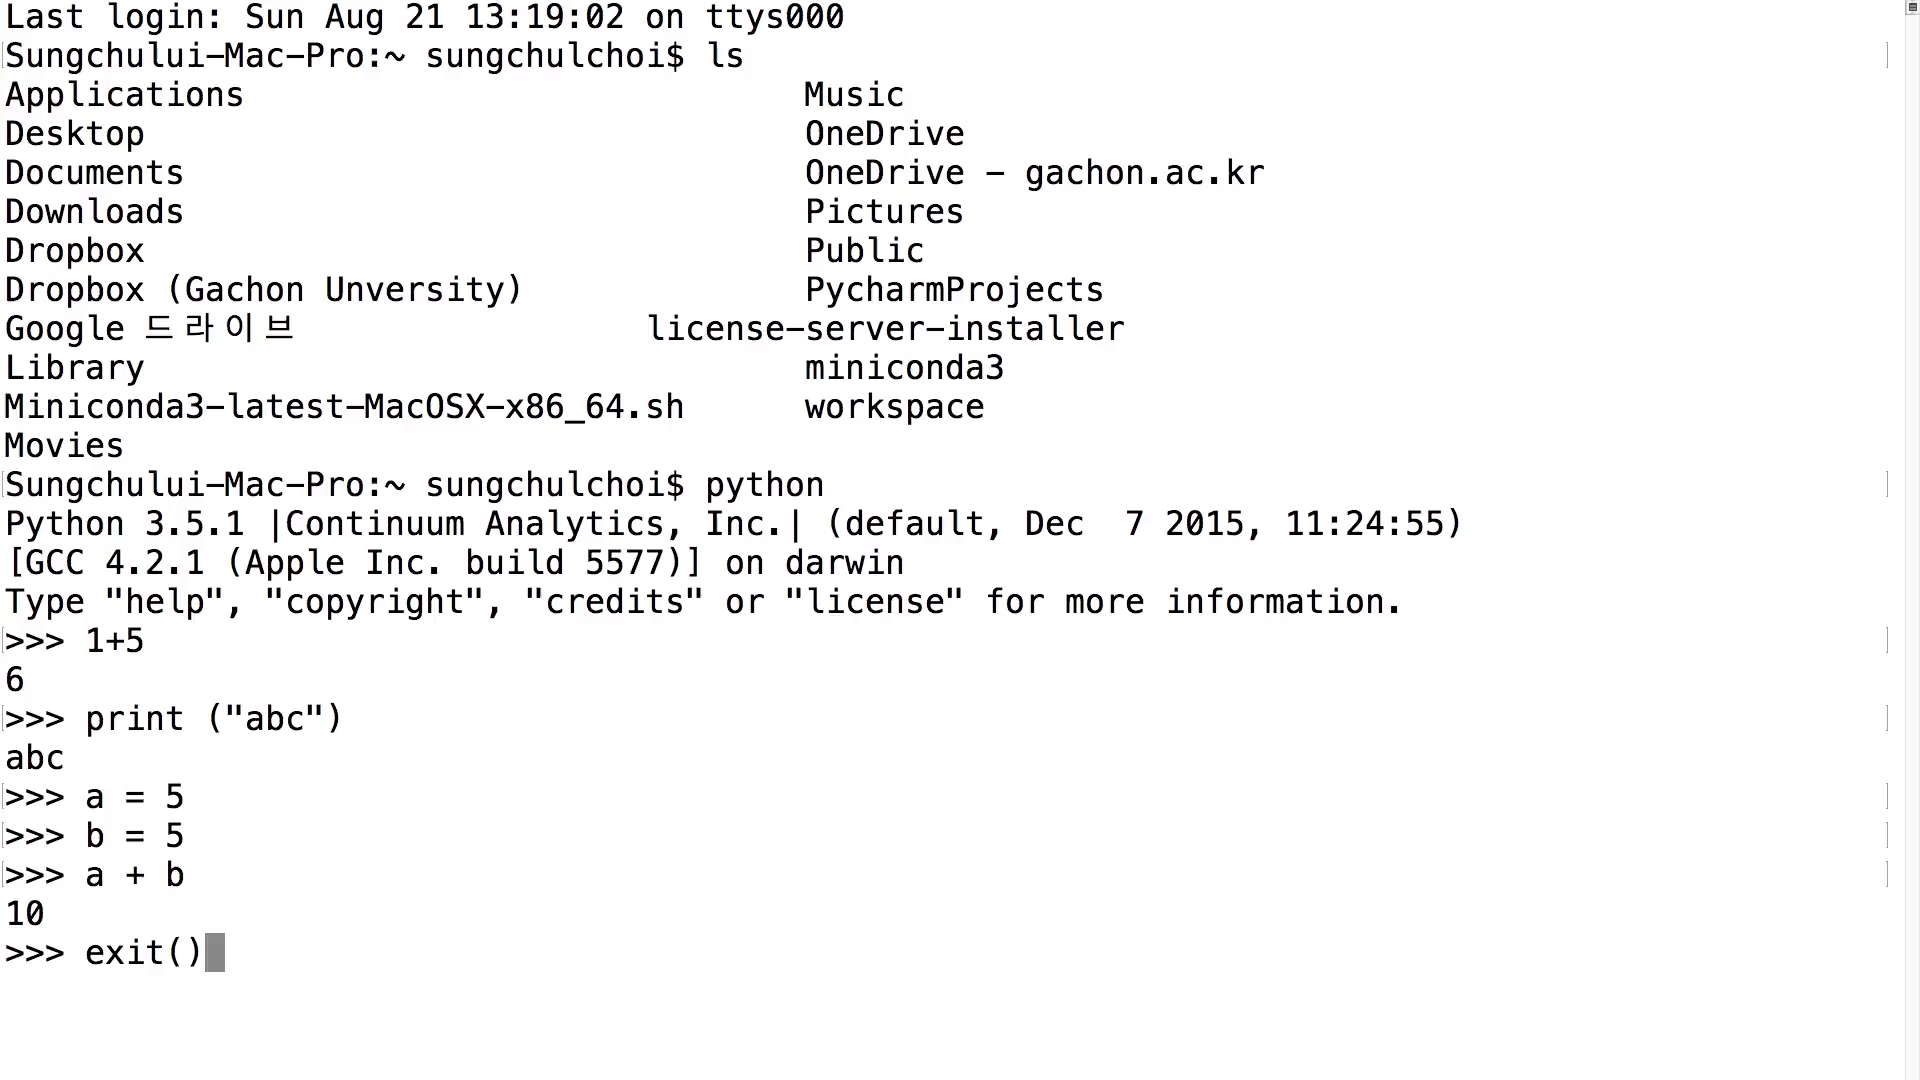 Last login: Sun Aug 21 13:19:02 on ttys000
Sungchului-Mac-Pro:~ sungchulchoi$ ls
Applications Music
Desktop OneDrive
Documents OneDrive - gachon.ac.kr
Downloads Pictures
Dropbox Public
Dropbox (Gachon Unversity) PycharmProjects
Google 드라이브 license-server-installer
Library miniconda3
Miniconda3-latest-MacOSX-x86_64.sh workspace
Movies
Sungchului-Mac-Pro:~ sungchulchoi$ python
Python 3.5.1 |Continuum Analytics, Inc.| (default, Dec  7 2015, 11:24:55)
[GCC 4.2.1 (Apple Inc. build 5577)] on darwin
Type "help", "copyright", "credits" or "license" for more information.
>>> 1+5
6
>>> print ("abc")
abc
>>> a = 5
>>> b = 5
>>> a + b
10
>>> exit()